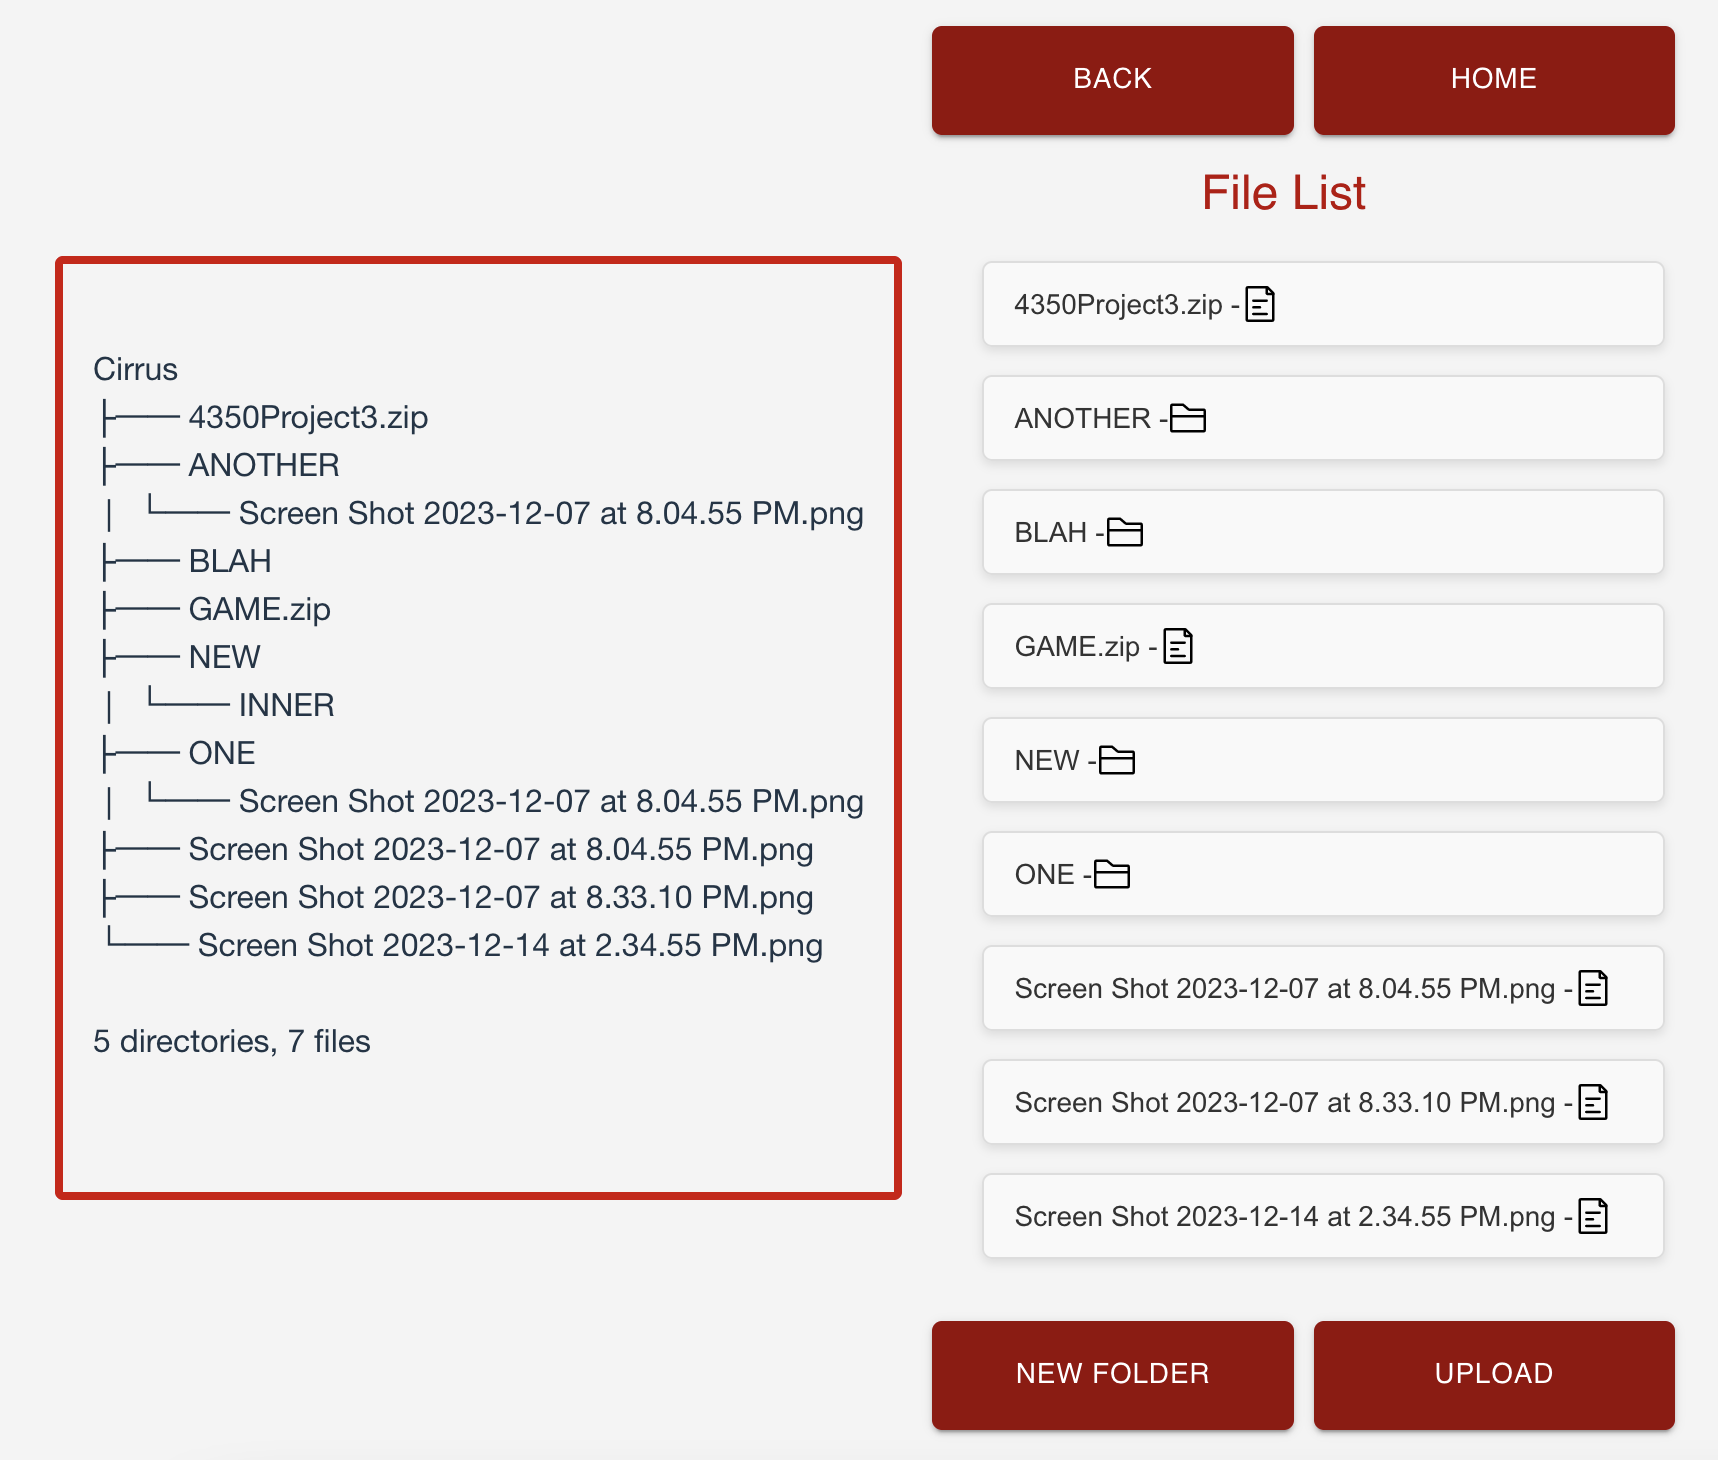 BACK
HOME
File List
Cirrus
├── 4350Project3.zip
├── ANOTHER
│ └── Screen Shot 2023-12-07 at 8.04.55 PM.png
├── BLAH
├── GAME.zip
├── NEW
│ └── INNER
├── ONE
│ └── Screen Shot 2023-12-07 at 8.04.55 PM.png
├── Screen Shot 2023-12-07 at 8.04.55 PM.png
├── Screen Shot 2023-12-07 at 8.33.10 PM.png
└── Screen Shot 2023-12-14 at 2.34.55 PM.png
5 directories, 7 files
4350Project3.zip -
ANOTHER -
BLAH -
GAME.zip -
NEW -
ONE -
Screen Shot 2023-12-07 at 8.04.55 PM.png -
Screen Shot 2023-12-07 at 8.33.10 PM.png -
Screen Shot 2023-12-14 at 2.34.55 PM.png -
NEW FOLDER
UPLOAD